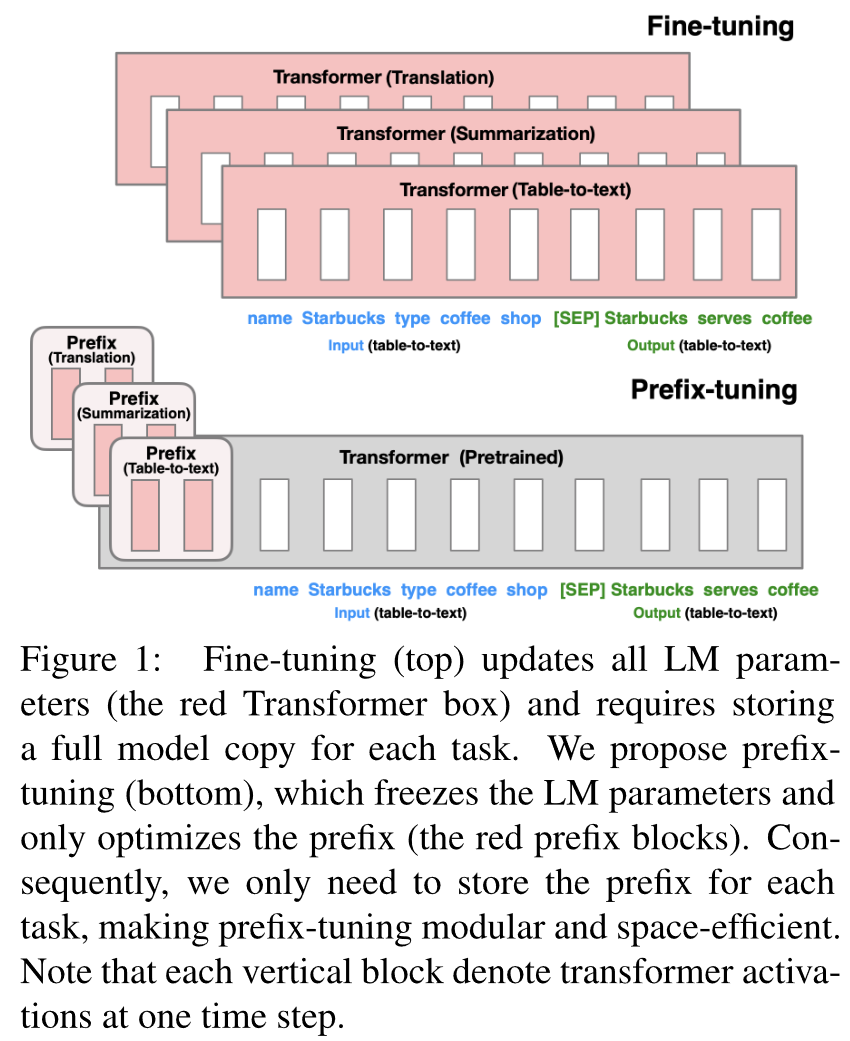 Fine-tuning
Transformer (Translation)
Transformer (Summarization)
Transformer (Table-to-text)
name Starbucks type coffee shop [SEP] Starbucks serves coffee
Input (table-to-text) Output (table-to-text)
Prefix
(Translation)
Prefix-tuning
Prefix
(Summarization)
Prefix
(Table-to-text)
Transformer (Pretrained)
name Starbucks type coffee shop [SEP] Starbucks serves coffee
Input (table-to-text) Output (table-to-text)
Figure 1: Fine-tuning (top) updates all LM param-
eters (the red Transformer box) and requires storing
a full model copy for each task. We propose prefix-
tuning (bottom), which freezes the LM parameters and
only optimizes the prefix (the red prefix blocks). Con-
sequently, we only need to store the prefix for each
task, making prefix-tuning modular and space-efficient.
Note that each vertical block denote transformer activa-
tions at one time step.